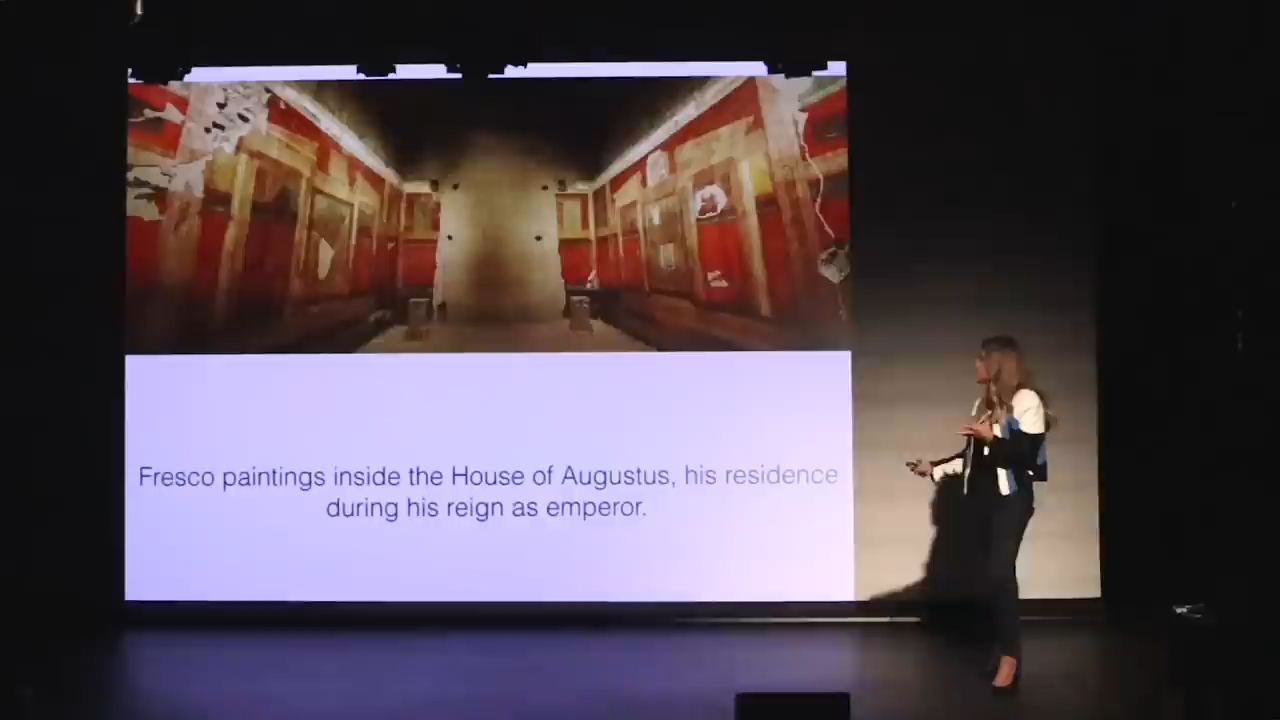 Fresco paintings inside the House of Augustus, his residence
during his reign as emperor.